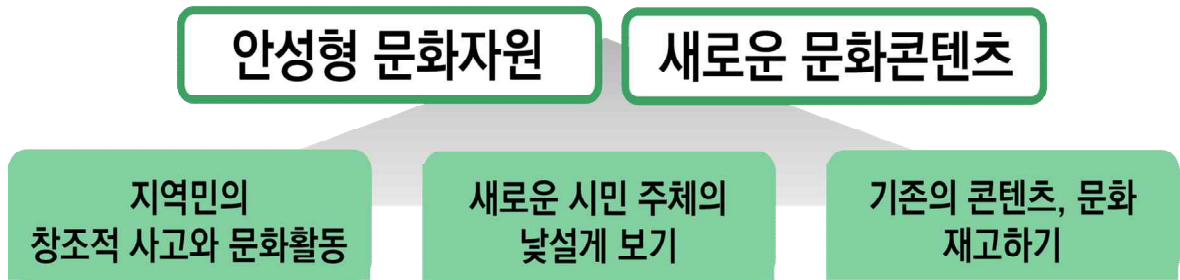 안성형 문화자원
새로운 문화콘텐츠
지역민의
창조적 사고와 문화활동
새로운 시민 주체의
낯설게 보기
기존의 콘텐츠, 문화
재고하기